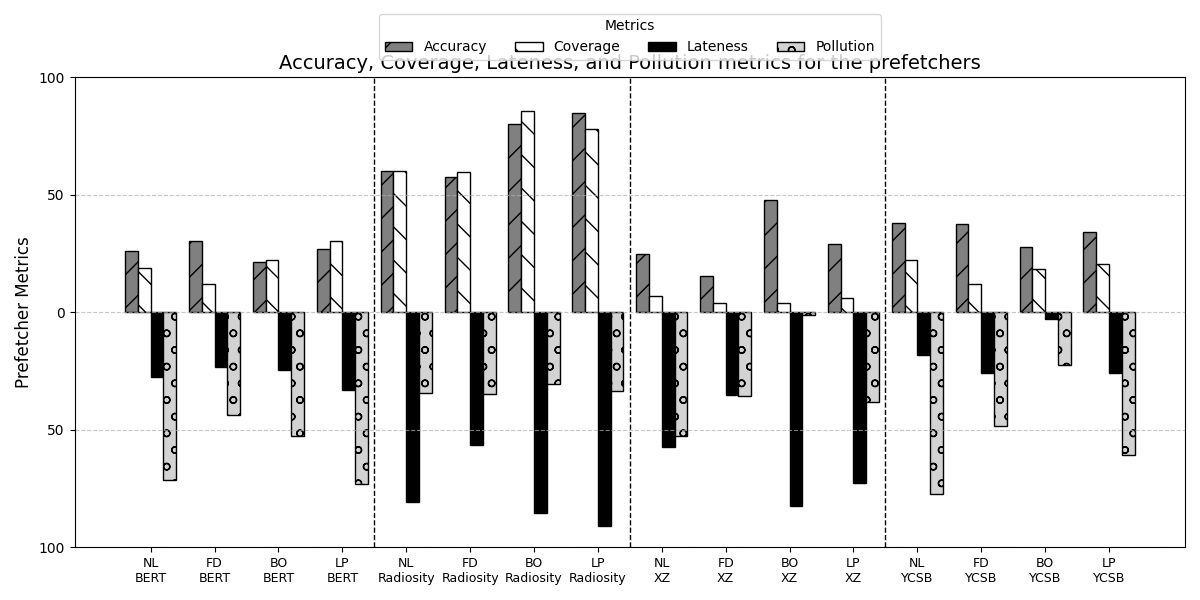 Metrics
Accuracy Coverage Lateness Pollution
Accuracy, Coverage, Lateness, and Pollution metrics for the prefetchers
Prefetcher Metrics
100
50
0
50
100
NL FD BO LP NL FD BO LP NL FD BO LP NL FD BO LP
BERT BERT BERT BERT Radiosity Radiosity Radiosity Radiosity XZ XZ XZ XZ YCSB YCSB YCSB YCSB